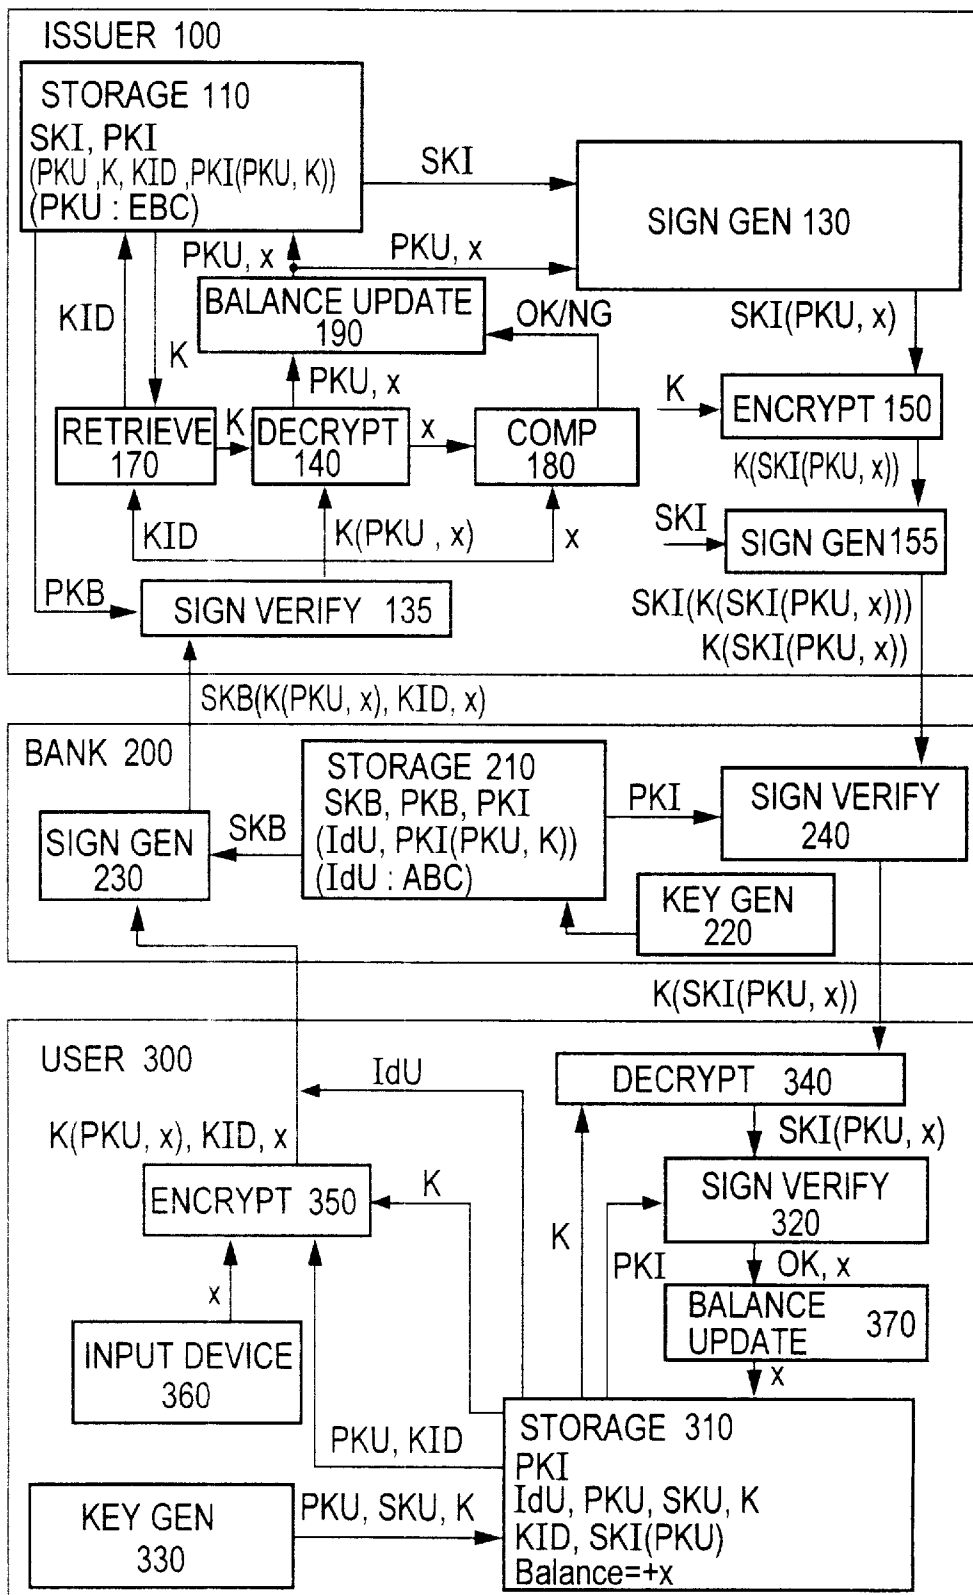 ISSUER 100
STORAGE 110
SKI, PKI
(PKU ,K, KID ,PKI(PKU, K))
(PKU : EBC)
SKI
SIGN GEN 130
PKU, x
PKU, x
KID
K
BALANCE UPDATE
190
OK/NG
SKI(PKU, x)
PKU, x
K
ENCRYPT 150
RETRIEVE
170
K
DECRYPT
140
x
COMP
180
K(SKI(PKU, x))
KID
K(PKU , x)
x
SKI
SIGN GEN 155
PKB
SIGN VERIFY 135
SKI(K(SKI(PKU, x)))
K(SKI(PKU, x))
SKB(K(PKU, x), KID, x)
BANK 200
STORAGE 210
SKB, PKB, PKI
(IdU, PKI(PKU, K))
(IdU : ABC)
PKI
SIGN VERIFY
240
SIGN GEN
230
SKB
KEY GEN
220
K(SKI(PKU, x))
USER 300
IdU
DECRYPT 340
K(PKU, x), KID, x
SKI(PKU, x)
ENCRYPT 350
K
SIGN VERIFY
320
K
PKI
OK, x
x
BALANCE
UPDATE
370
INPUT DEVICE
360
x
PKU, KID
STORAGE 310
PKI
IdU, PKU, SKU, K
KID, SKI(PKU)
Balance=+x
KEY GEN
330
PKU, SKU, K